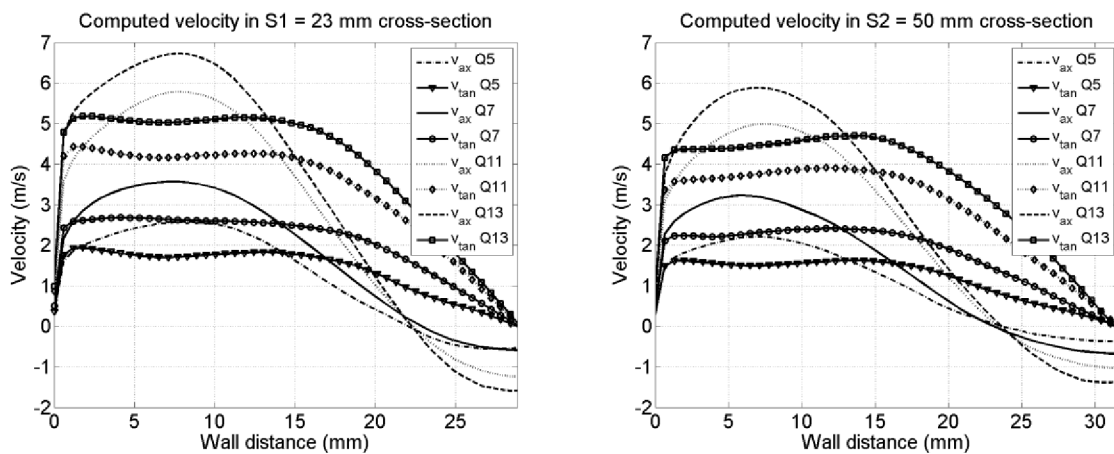 Computed velocity in S1 = 23 mm cross-section
7
6
5
4
3
2
1
0
-1
-2
Velocity (m/s)
0 5 10 15 20 25
Wall distance (mm)
vax Q5
vtan Q5
vax Q7
vtan Q7
vax Q11
vtan Q11
vax Q13
vtan Q13
Computed velocity in S2 = 50 mm cross-section
7
6
5
4
3
2
1
0
-1
-2
Velocity (m/s)
0 5 10 15 20 25 30
Wall distance (mm)
vax Q5
vtan Q5
vax Q7
vtan Q7
vax Q11
vtan Q11
vax Q13
vtan Q13